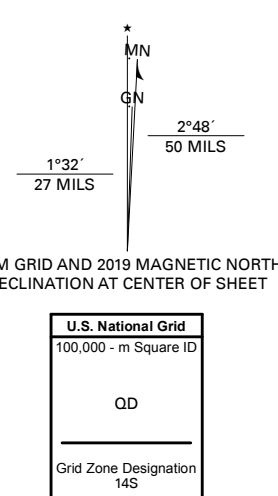 ★
MN
GN
2°48´
50 MILS
1°32´
27 MILS
M GRID AND 2019 MAGNETIC NORTH
ECLINATION AT CENTER OF SHEET
U.S. National Grid
100,000 - m Square ID
QD
Grid Zone Designation
14S